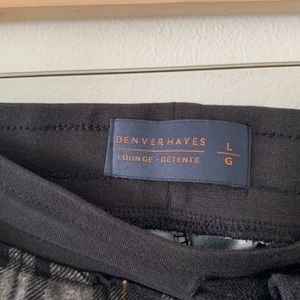 DENVER HAYES
LOUNGE · DÉTENTE
L
G